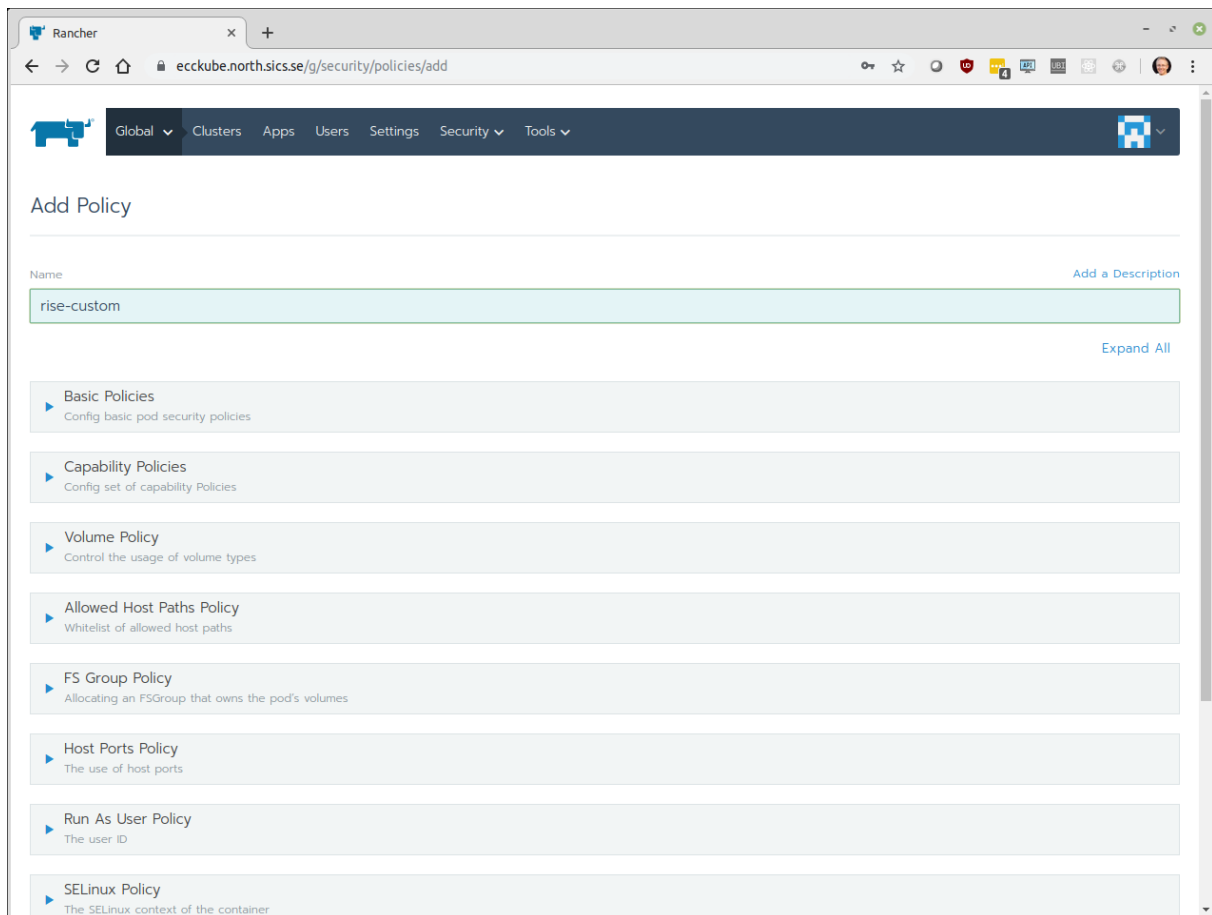 Rancher
ecckube.north.sics.se/g/security/policies/add
4
API
UBI
Global Clusters Apps Users Settings Security Tools
Add Policy
Name
Add a Description
rise-custom
Expand All
Basic Policies
Config basic pod security policies
Capability Policies
Config set of capability Policies
Volume Policy
Control the usage of volume types
Allowed Host Paths Policy
Whitelist of allowed host paths
FS Group Policy
Allocating an FSGroup that owns the pod's volumes
Host Ports Policy
The use of host ports
Run As User Policy
The user ID
SELinux Policy
The SELinux context of the container